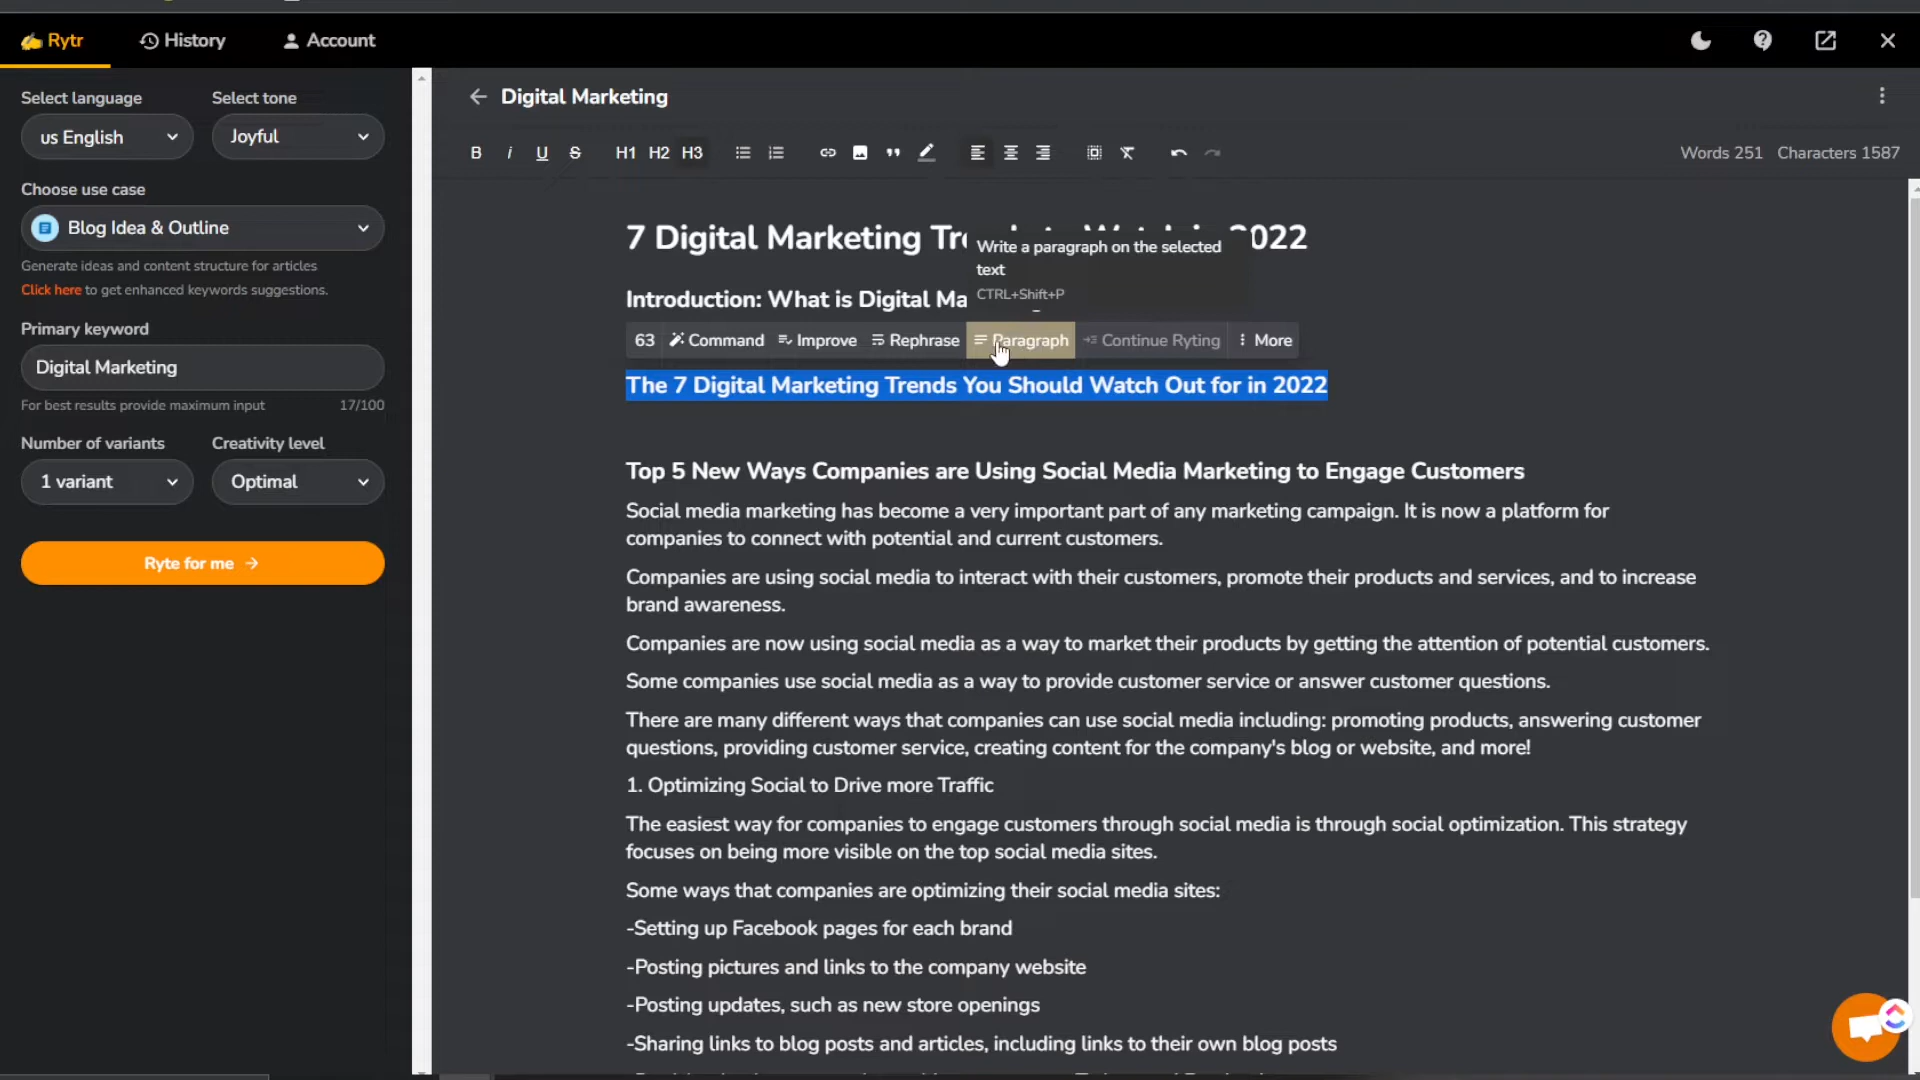 Rytr
History
Account
Select language
Select tone
us English
Joyful
Choose use case
Blog Idea & Outline
Generate ideas and content structure for articles
Click here to get enhanced keywords suggestions.
Primary keyword
Digital Marketing
For best results provide maximum input
17/100
Number of variants
Creativity level
1 variant
Optimal
Ryte for me
Digital Marketing
B i U S H1 H2 H3
Words 251 Characters 1587
7 Digital Marketing 2022
Write a paragraph on the selected
text
CTRL+Shift+P
Introduction: What is Digital
63 Command Improve Rephrase Paragraph Continue Ryting More
The 7 Digital Marketing Trends You Should Watch Out for in 2022
Top 5 New Ways Companies are Using Social Media Marketing to Engage Customers
Social media marketing has become a very important part of any marketing campaign. It is now a platform for
companies to connect with potential and current customers.
Companies are using social media to interact with their customers, promote their products and services, and to increase
brand awareness.
Companies are now using social media as a way to market their products by getting the attention of potential customers.
Some companies use social media as a way to provide customer service or answer customer questions.
There are many different ways that companies can use social media including: promoting products, answering customer
questions, providing customer service, creating content for the company's blog or website, and more!
1. Optimizing Social to Drive more Traffic
The easiest way for companies to engage customers through social media is through social optimization. This strategy
focuses on being more visible on the top social media sites.
Some ways that companies are optimizing their social media sites:
-Setting up Facebook pages for each brand
-Posting pictures and links to the company website
-Posting updates, such as new store openings
-Sharing links to blog posts and articles, including links to their own blog posts